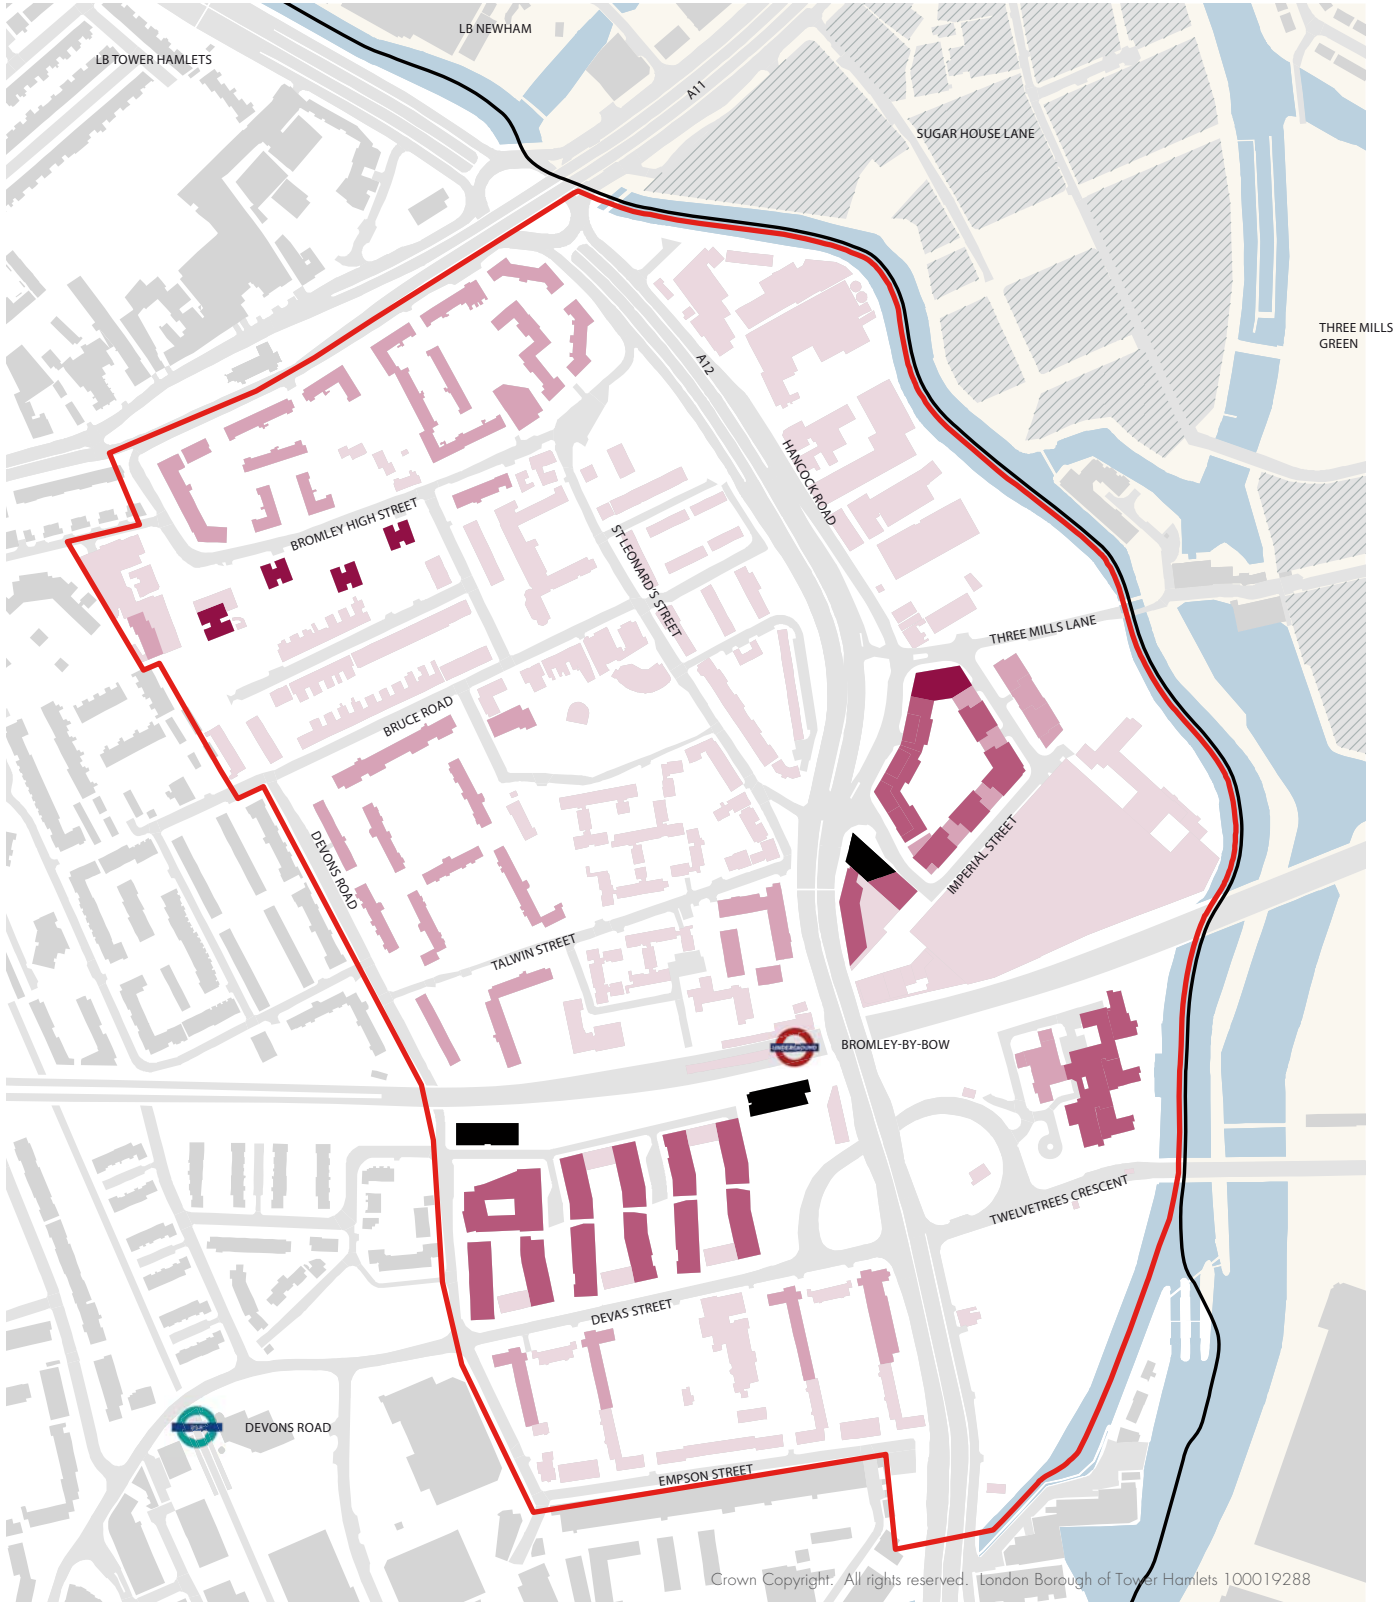 LB NEWHAM
LB TOWER HAMLETS
A11
SUGAR HOUSE LANE
THREE MILLS
GREEN
A12
HANCOCK ROAD
BROMLEY HIGH STREET
ST LEONARD'S STREET
THREE MILLS LANE
BRUCE ROAD
DEVONS ROAD
IMPERIAL STREET
TALWIN STREET
UNDERGROUND
BROMLEY-BY-BOW
TWELVETREES CRESCENT
DEVAS STREET
DEVONS ROAD
EMPSON STREET
Crown Copyright. All rights reserved. London Borough of Tower Hamlets 100019288